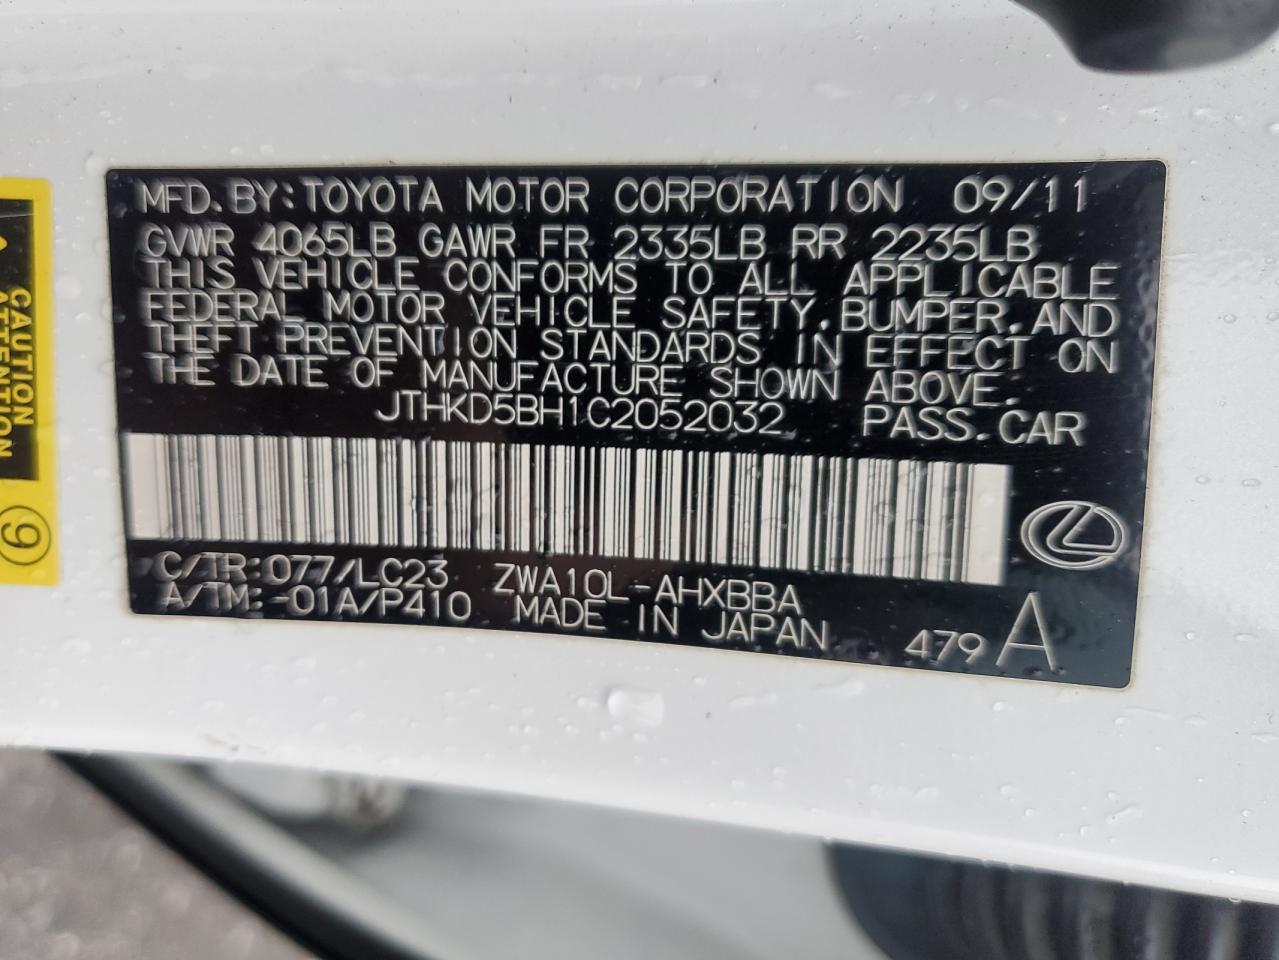 MFD. BY: TOYOTA MOTOR CORPORATION 09/11
GVWR 4065LB GAWR FR 2335LB RR 2235LB
THIS VEHICLE CONFORMS TO ALL APPLICABLE
FEDERAL MOTOR VEHICLE SAFETY, BUMPER, AND
THEFT PREVENTION STANDARDS IN EFFECT ON
THE DATE OF MANUFACTURE SHOWN ABOVE.
JTHKD5BH1C2052032 PASS. CAR
C/TR: 077/LC23 ZWA10L-AHXBBA
A/TM: -01A/P410 MADE IN JAPAN 479 A
CAUTION
ATTENTION
9